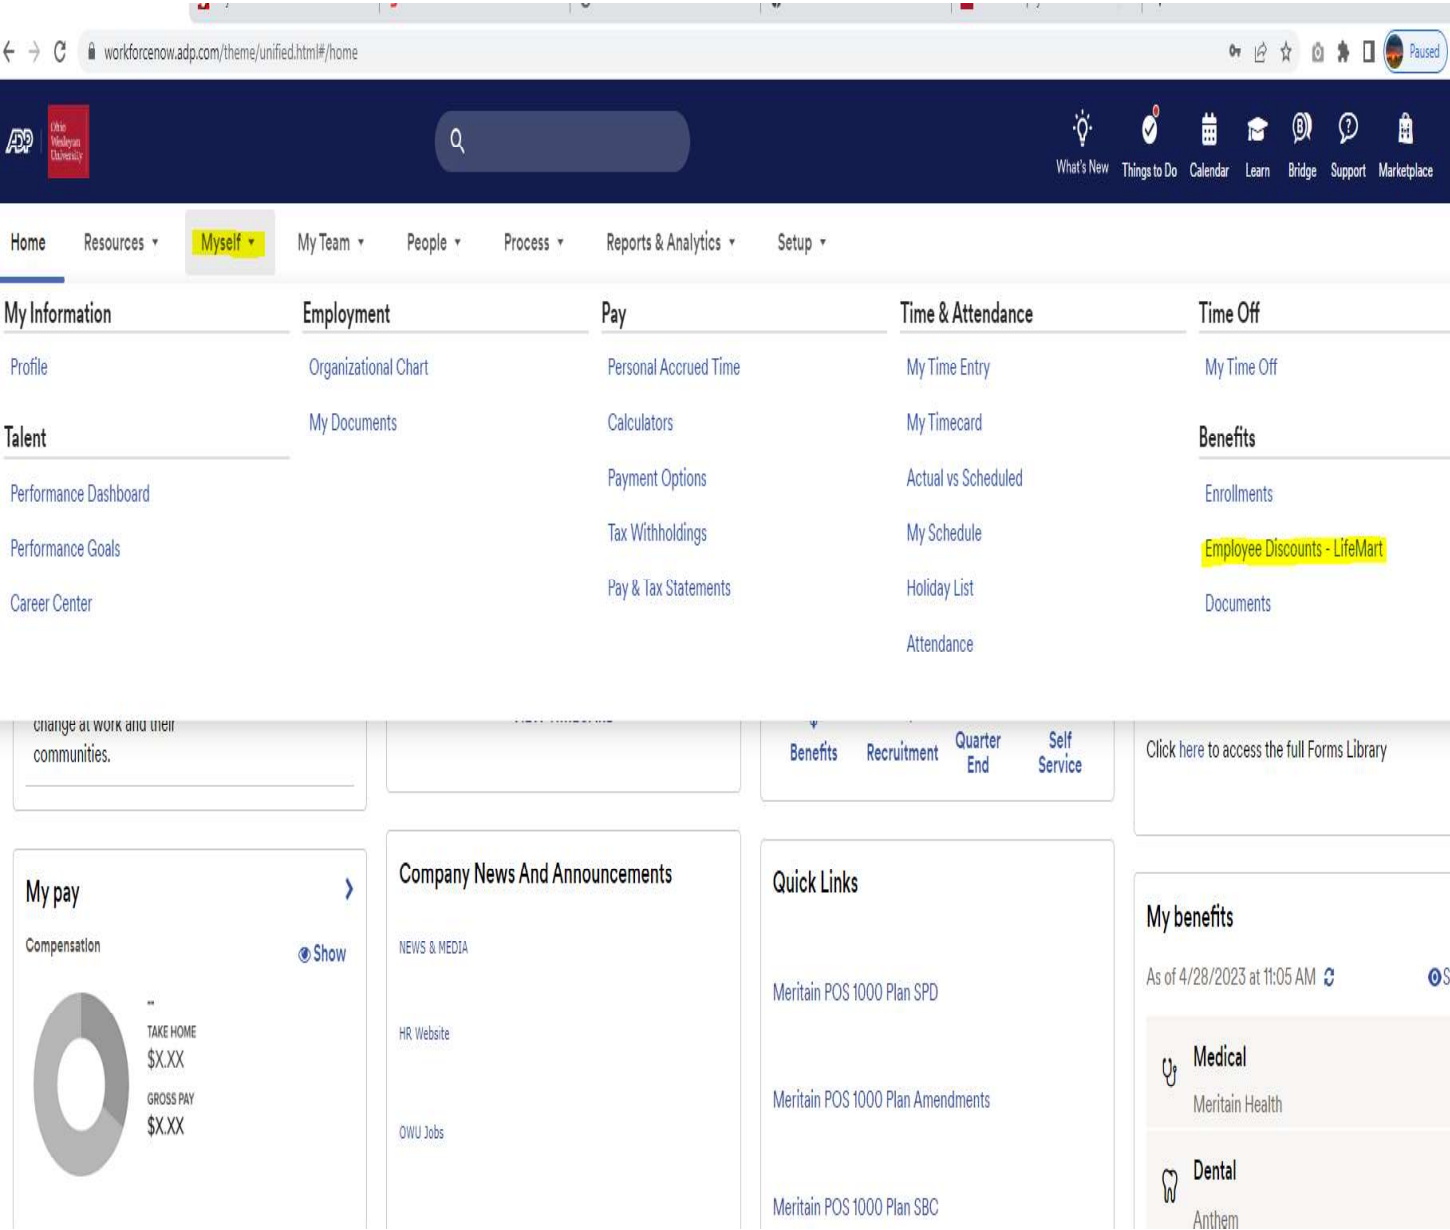 workforcenow.adp.com/theme/unified.html#/home
Paused
ADP
Ohio
Wesleyan
University
What's New
Things to Do
Calendar
Learn
Bridge
Support
Marketplace
Home
Resources
Myself
My Team
People
Process
Reports & Analytics
Setup
My Information
Profile
Talent
Performance Dashboard
Performance Goals
Career Center
Employment
Organizational Chart
My Documents
Pay
Personal Accrued Time
Calculators
Payment Options
Tax Withholdings
Pay & Tax Statements
Time & Attendance
My Time Entry
My Timecard
Actual vs Scheduled
My Schedule
Holiday List
Attendance
Time Off
My Time Off
Benefits
Enrollments
Employee Discounts - LifeMart
Documents
change at work and their
communities.
Benefits
Recruitment
Quarter
End
Self
Service
Click here to access the full Forms Library
My pay
Compensation
Show
--
TAKE HOME
$X.XX
GROSS PAY
$X.XX
Company News And Announcements
NEWS & MEDIA
HR Website
OWU Jobs
Quick Links
Meritain POS 1000 Plan SPD
Meritain POS 1000 Plan Amendments
Meritain POS 1000 Plan SBC
My benefits
As of 4/28/2023 at 11:05 AM
S
Medical
Meritain Health
Dental
Anthem